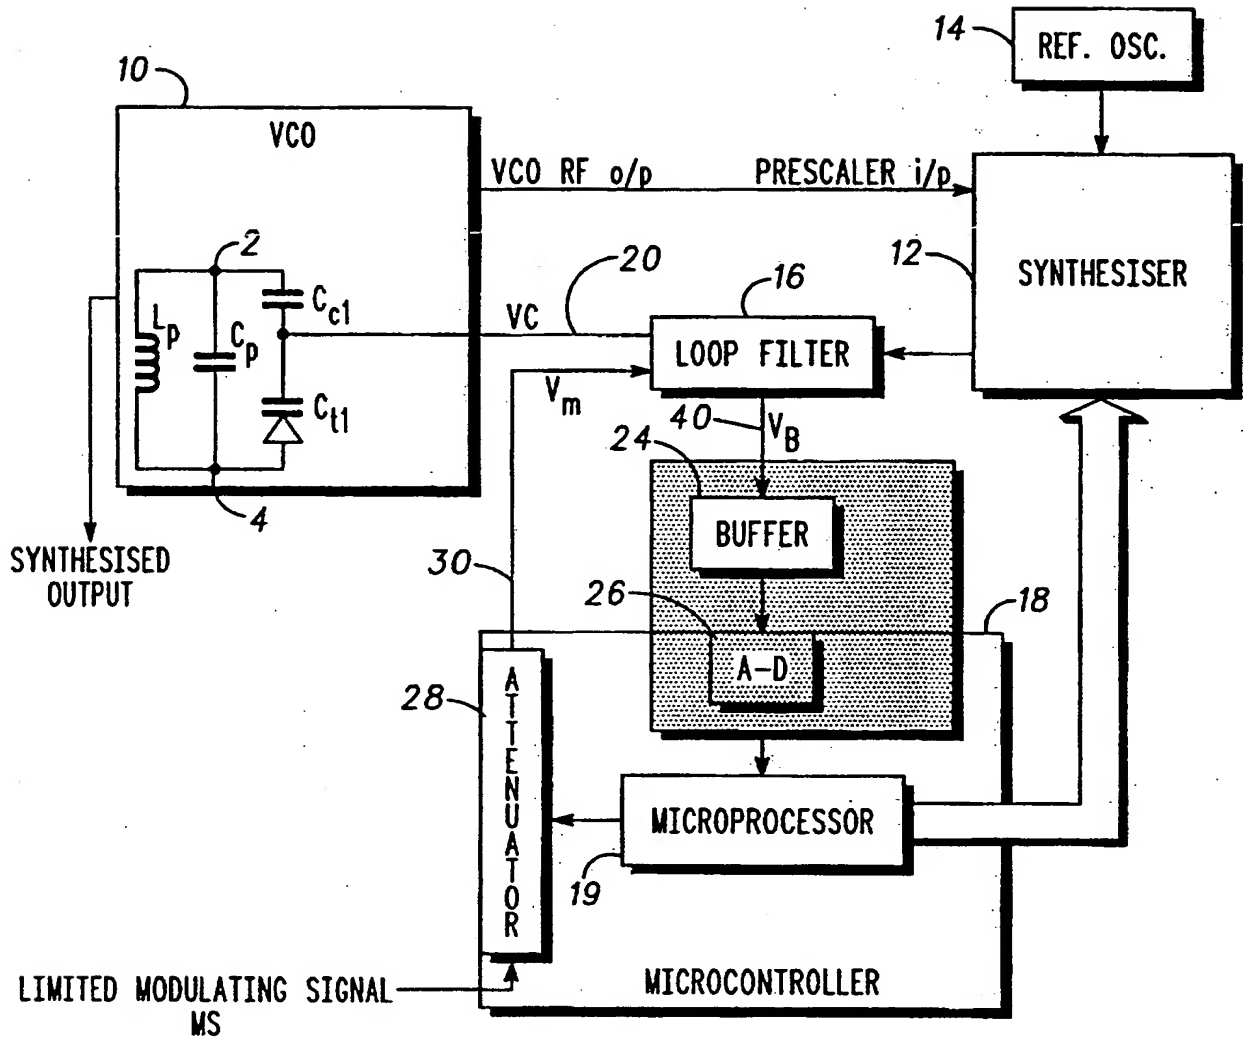 14
REF. OSC.
10
VCO
VCO RF o/p
PRESCALER i/p
2
20
12
SYNTHESISER
16
Lp
Cp
Cc1
VC
LOOP FILTER
Vm
Ct1
40
VB
24
4
BUFFER
SYNTHESISED
OUTPUT
30
26
18
A-D
28
ATTENUATOR
MICROPROCESSOR
19
LIMITED MODULATING SIGNAL
MS
MICROCONTROLLER